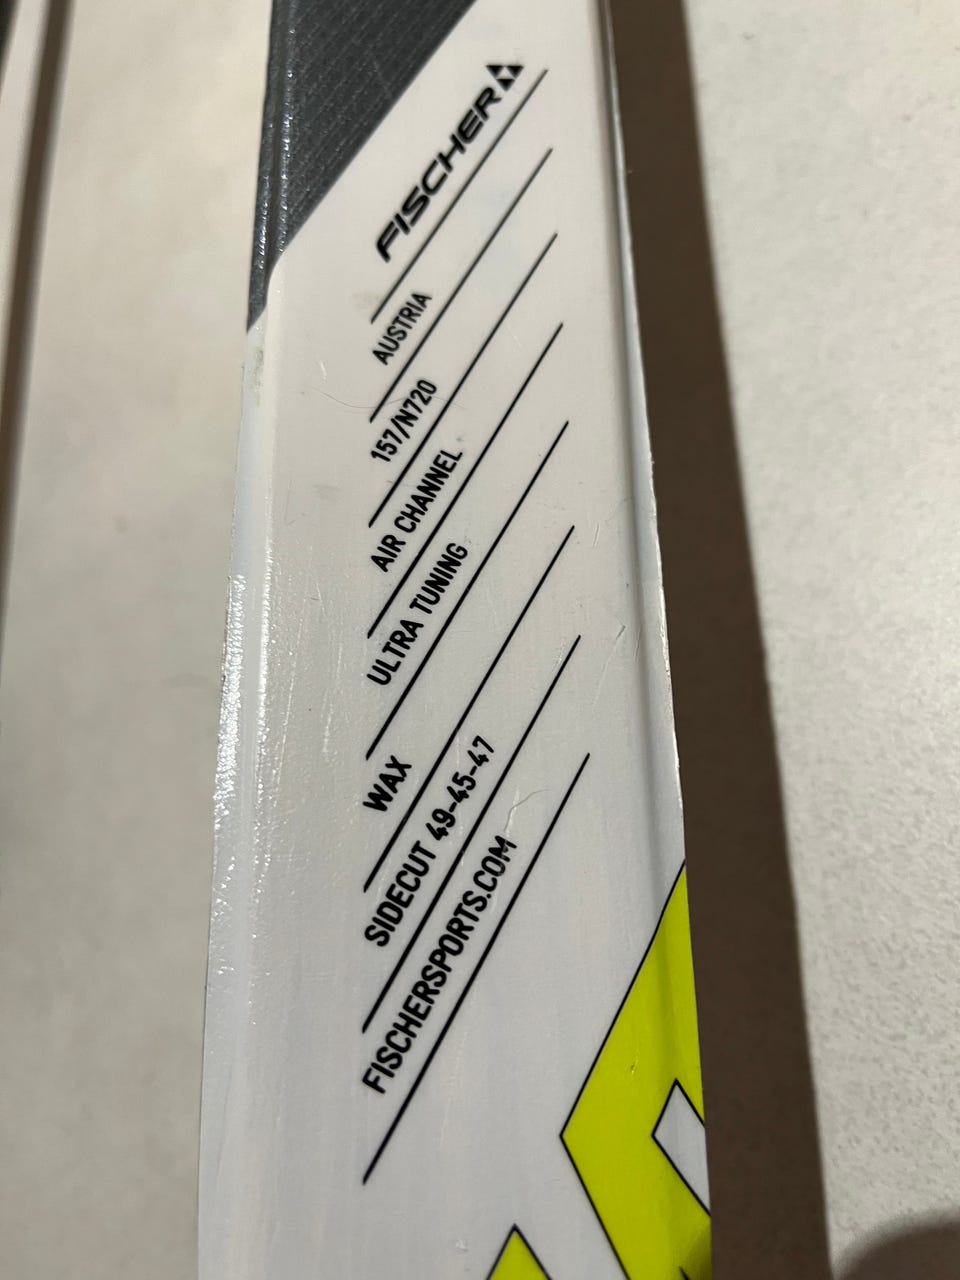 FISCHER
AUSTRIA
157/N720
AIR CHANNEL
ULTRA TUNING
WAX
SIDECUT 49-45-47
FISCHERSPORTS.COM